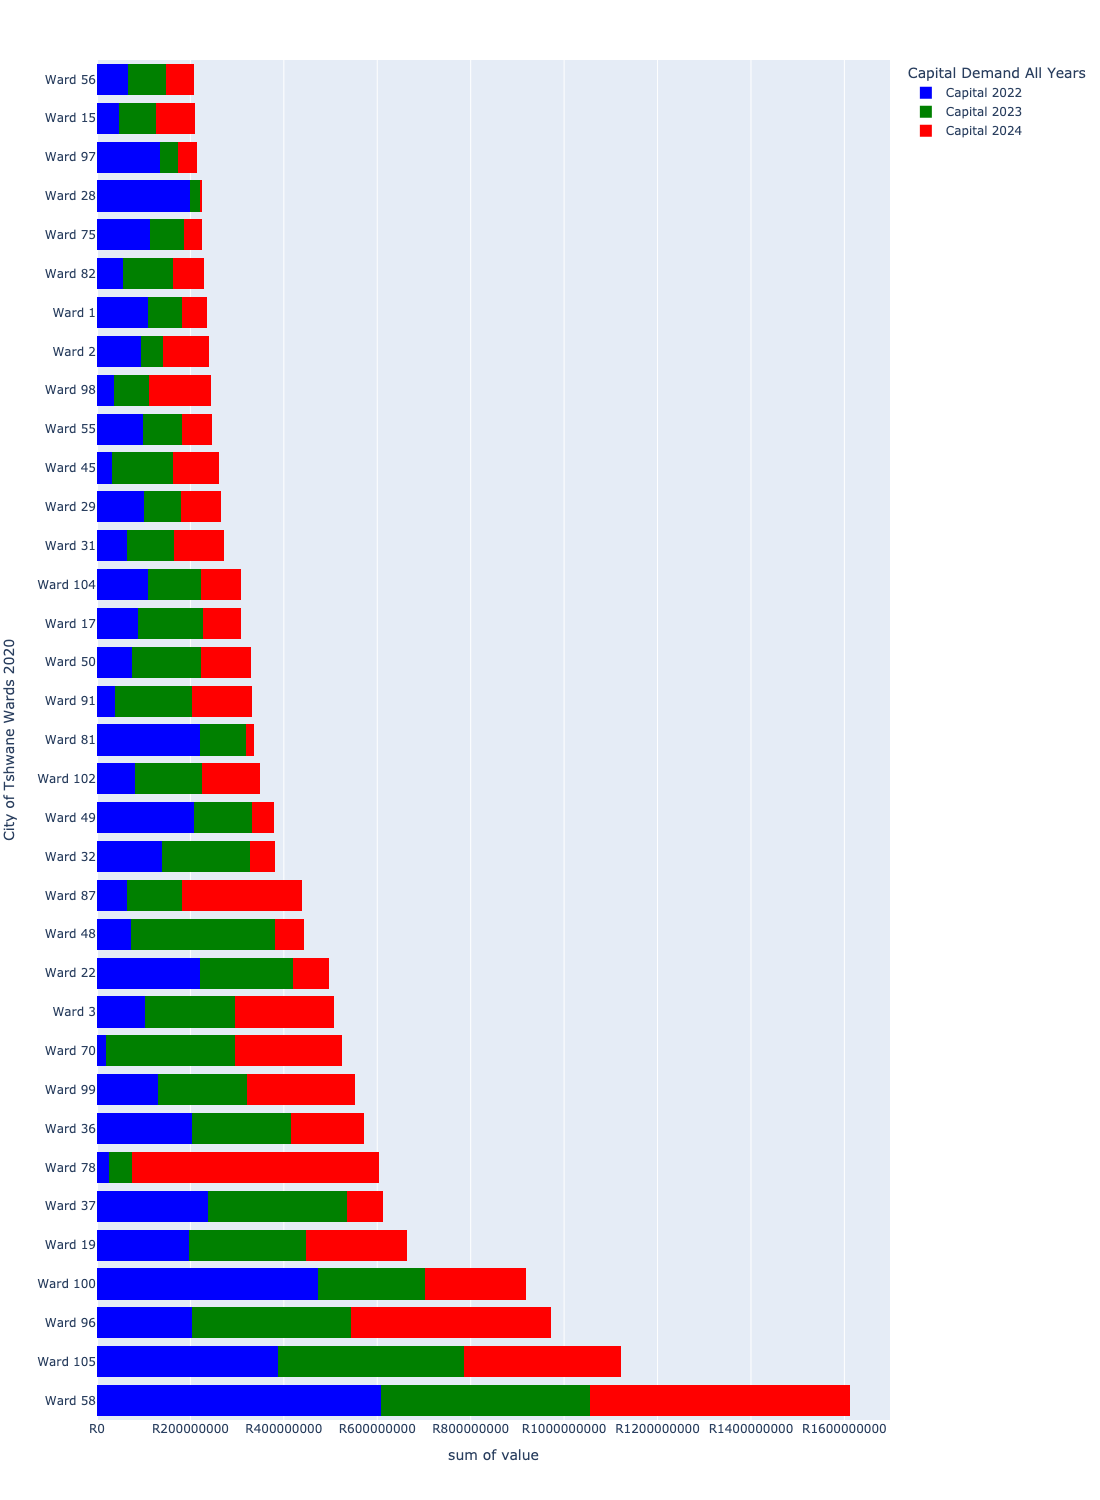 Capital Demand All Years
Capital 2022
Capital 2023
Capital 2024
City of Tshwane Wards 2020
Ward 56
Ward 15
Ward 97
Ward 28
Ward 75
Ward 82
Ward 1
Ward 2
Ward 98
Ward 55
Ward 45
Ward 29
Ward 31
Ward 104
Ward 17
Ward 50
Ward 91
Ward 81
Ward 102
Ward 49
Ward 32
Ward 87
Ward 48
Ward 22
Ward 3
Ward 70
Ward 99
Ward 36
Ward 78
Ward 37
Ward 19
Ward 100
Ward 96
Ward 105
Ward 58
R0 R200000000 R400000000 R600000000 R800000000 R1000000000 R1200000000 R1400000000 R1600000000
sum of value